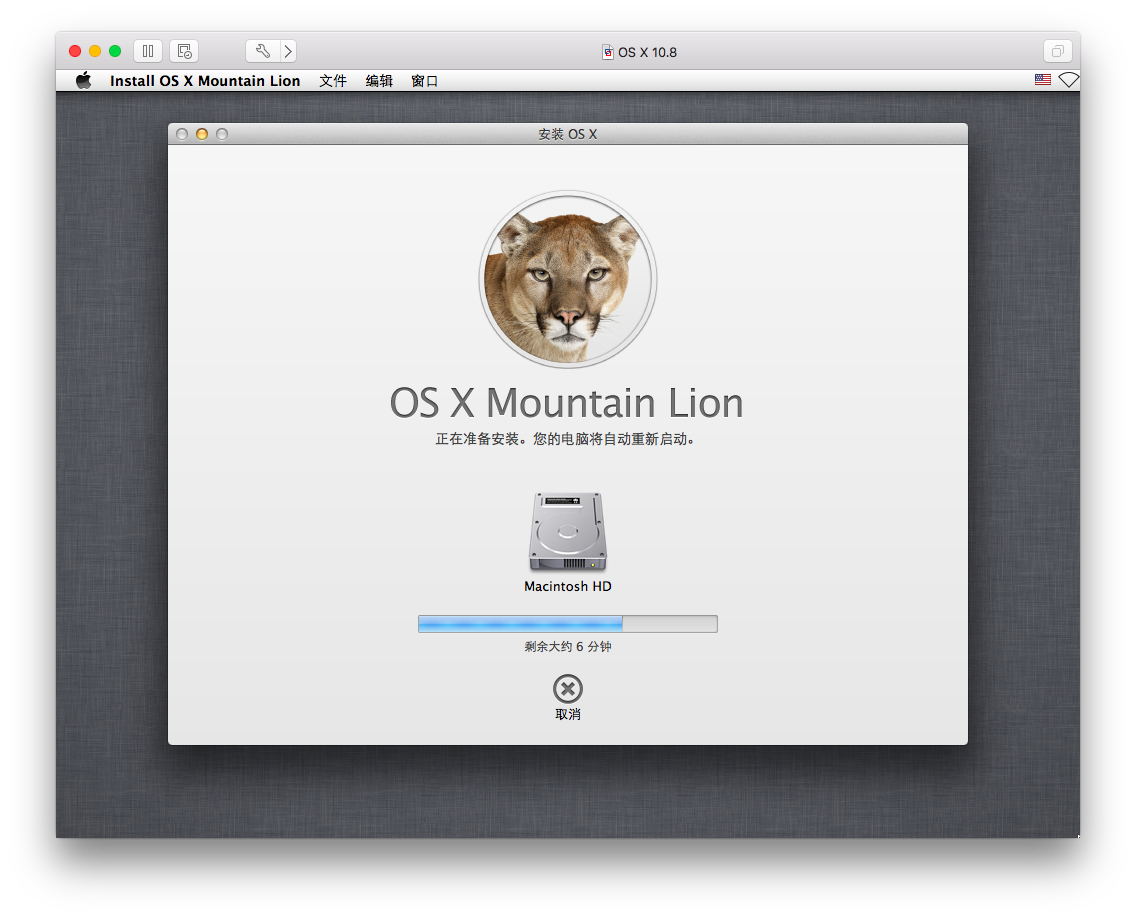 OS X 10.8
Install OS X Mountain Lion 文件 编辑 窗口
安装 OS X
OS X Mountain Lion
正在准备安装。您的电脑将自动重新启动。
Macintosh HD
剩余大约 6 分钟
取消